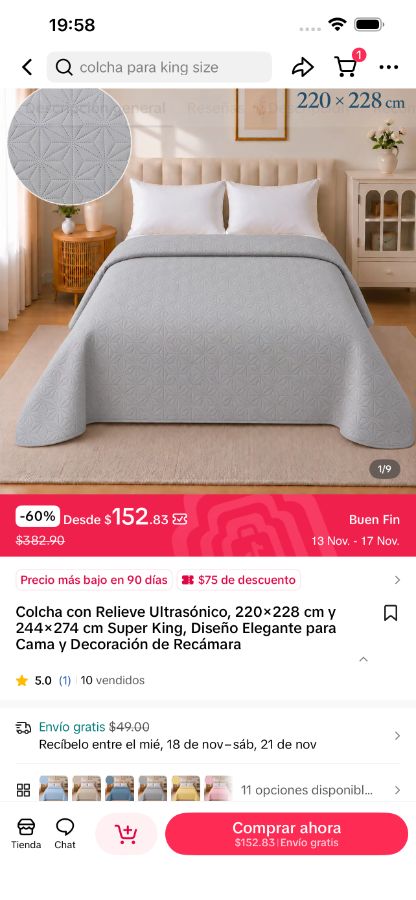 19:58
colcha para king size
1
Descripción general Reseñas
220 × 228 cm
1/9
-60% Desde $152.83
Buen Fin
$382.90
13 Nov. - 17 Nov.
Precio más bajo en 90 días
$75 de descuento
Colcha con Relieve Ultrasónico, 220×228 cm y
244×274 cm Super King, Diseño Elegante para
Cama y Decoración de Recámara
5.0 (1) 10 vendidos
Envío gratis $49.00
Recíbelo entre el mié, 18 de nov–sáb, 21 de nov
11 opciones disponibl...
Tienda
Chat
Comprar ahora
$152.83 | Envío gratis